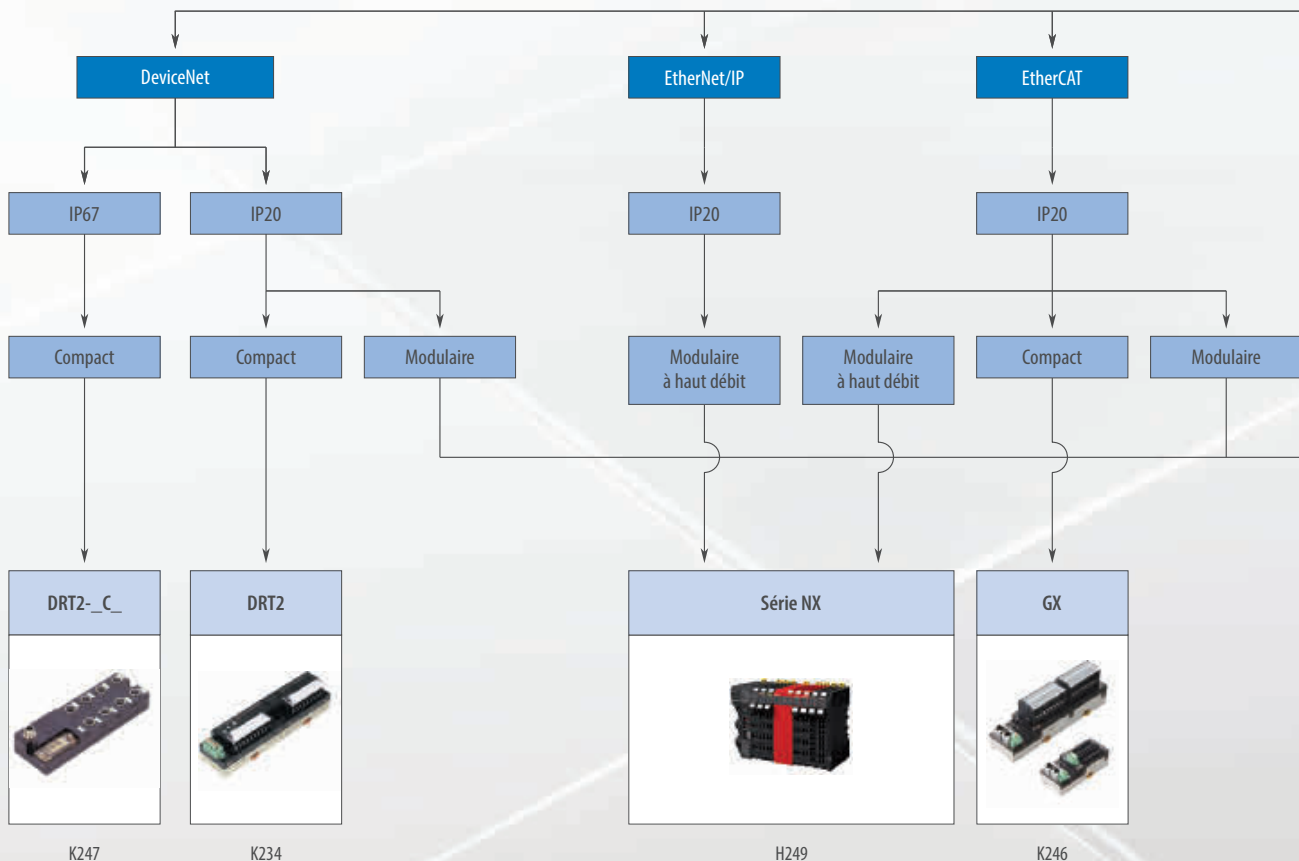 DeviceNet
EtherNet/IP
EtherCAT
IP67
IP20
IP20
IP20
Compact
Compact
Modulaire
Modulaire
à haut débit
Modulaire
à haut débit
Compact
Modulaire
DRT2-_C_
DRT2
Série NX
GX
K247
K234
H249
K246